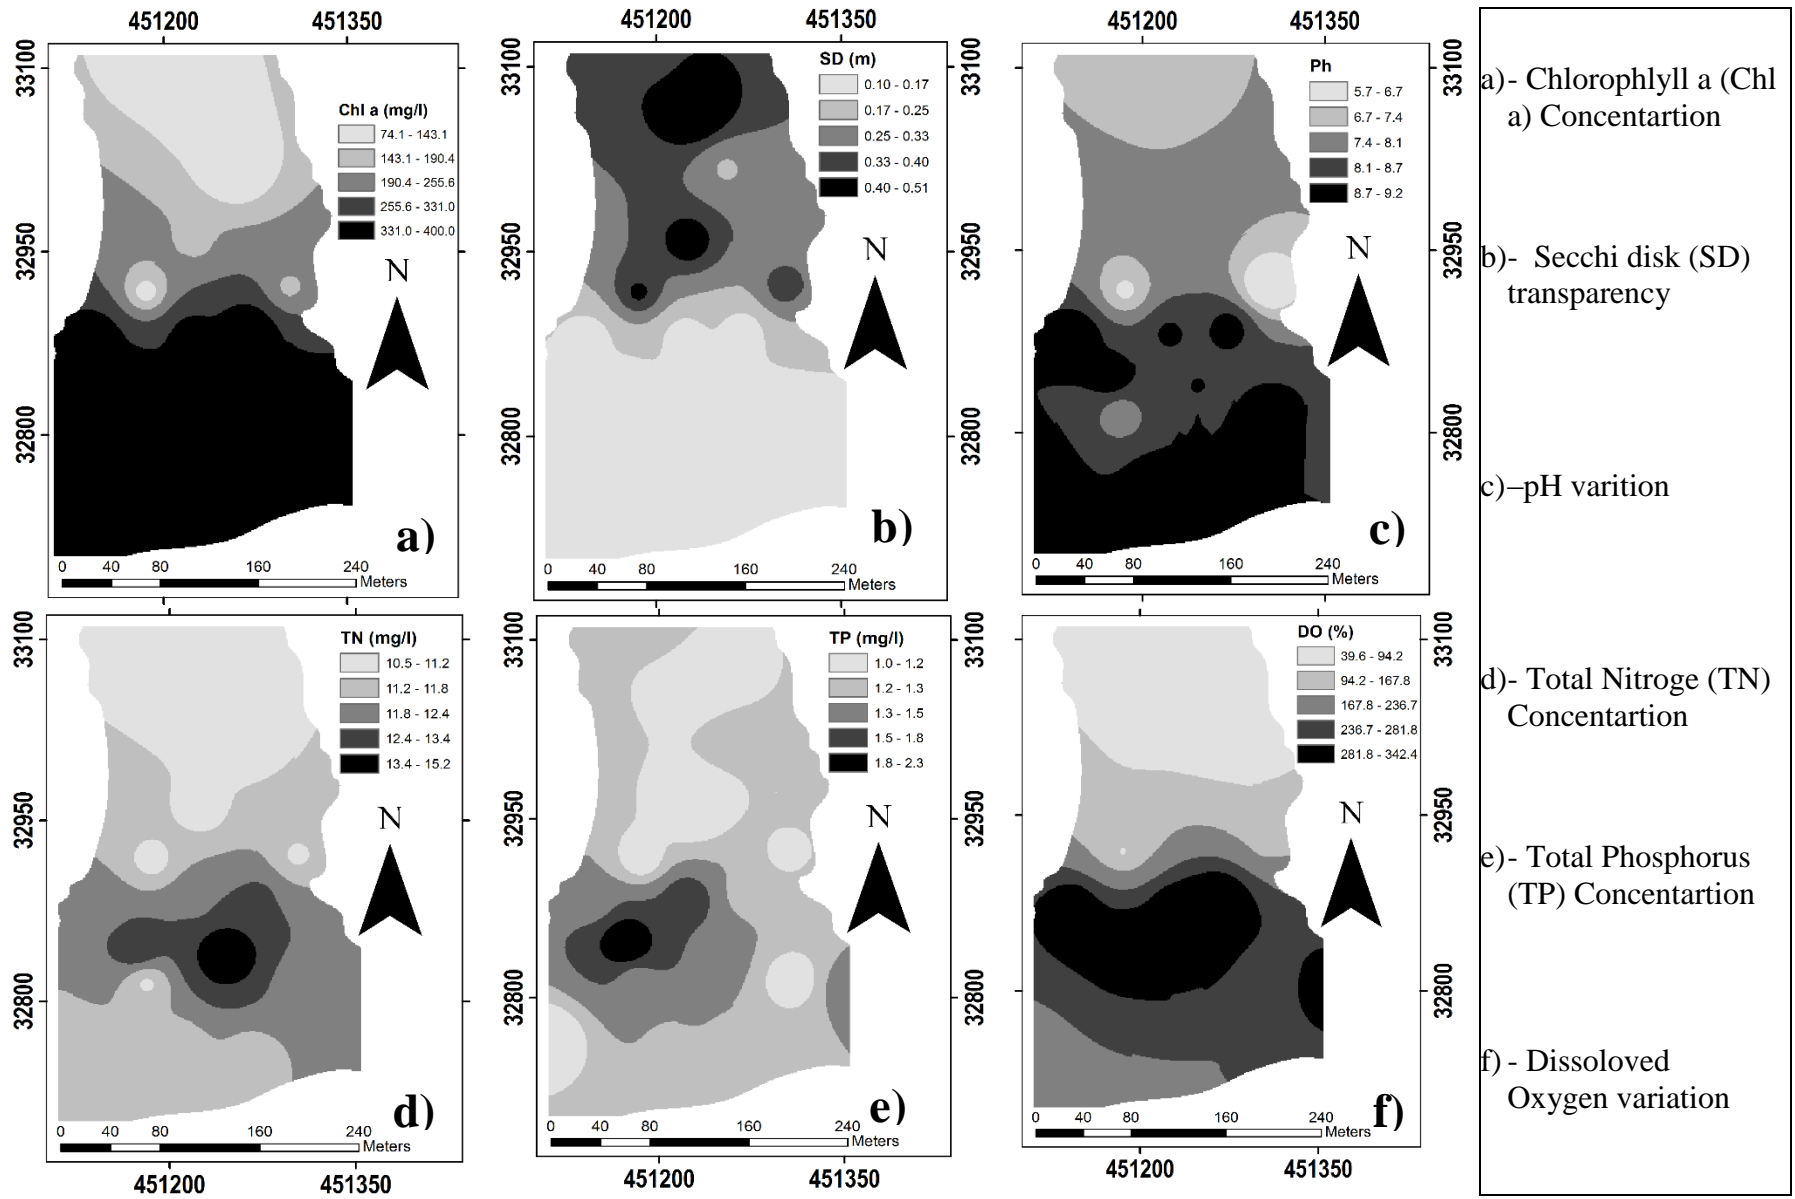 451200 451350
33100
32950
32800
Chl a (mg/l)
74.1 - 143.1
143.1 - 190.4
190.4 - 255.6
255.6 - 331.0
331.0 - 400.0
N
a)
0 40 80 160 240
Meters
451200 451350
33100
32950
32800
SD (m)
0.10 - 0.17
0.17 - 0.25
0.25 - 0.33
0.33 - 0.40
0.40 - 0.51
N
b)
0 40 80 160 240
Meters
451200 451350
33100
32950
32800
Ph
5.7 - 6.7
6.7 - 7.4
7.4 - 8.1
8.1 - 8.7
8.7 - 9.2
N
c)
0 40 80 160 240
Meters
33100
32950
32800
33100
32950
32800
TN (mg/l)
10.5 - 11.2
11.2 - 11.8
11.8 - 12.4
12.4 - 13.4
13.4 - 15.2
N
d)
0 40 80 160 240
Meters
451200 451350
33100
32950
32800
TP (mg/l)
1.0 - 1.2
1.2 - 1.3
1.3 - 1.5
1.5 - 1.8
1.8 - 2.3
N
e)
0 40 80 160 240
Meters
451200 451350
33100
32950
32800
DO (%)
39.6 - 94.2
94.2 - 167.8
167.8 - 236.7
236.7 - 281.8
281.8 - 342.4
N
f)
0 40 80 160 240
Meters
451200 451350
33100
32950
32800
a)- Chlorophlyll a (Chl
a) Concentartion
b)- Secchi disk (SD)
transparency
c)–pH varition
d)- Total Nitroge (TN)
Concentartion
e)- Total Phosphorus
(TP) Concentartion
f) - Dissoloved
Oxygen variation